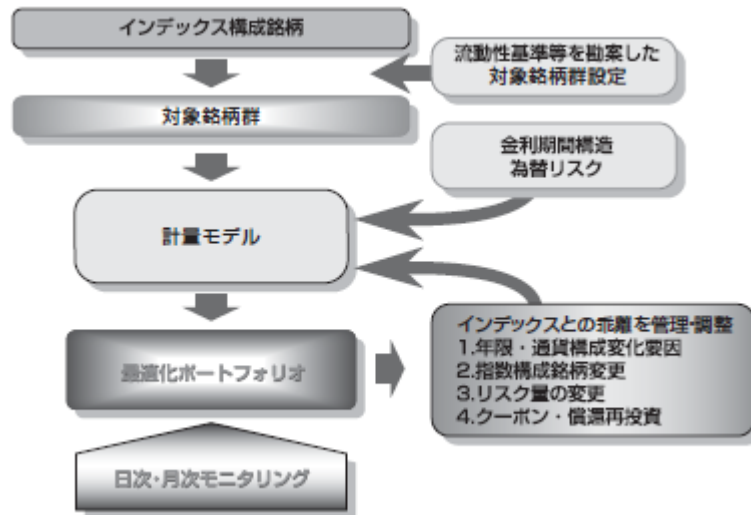 インデックス構成銘柄
流動性基準等を勘案した
対象銘柄群設定
対象銘柄群
金利期間構造
為替リスク
計量モデル
インデックスとの乖離を管理・調整
1.年限・通貨構成変化要因
2.指数構成銘柄変更
3.リスク量の変更
4.クーポン・償還再投資
最適化ポートフォリオ
日次・月次モニタリング